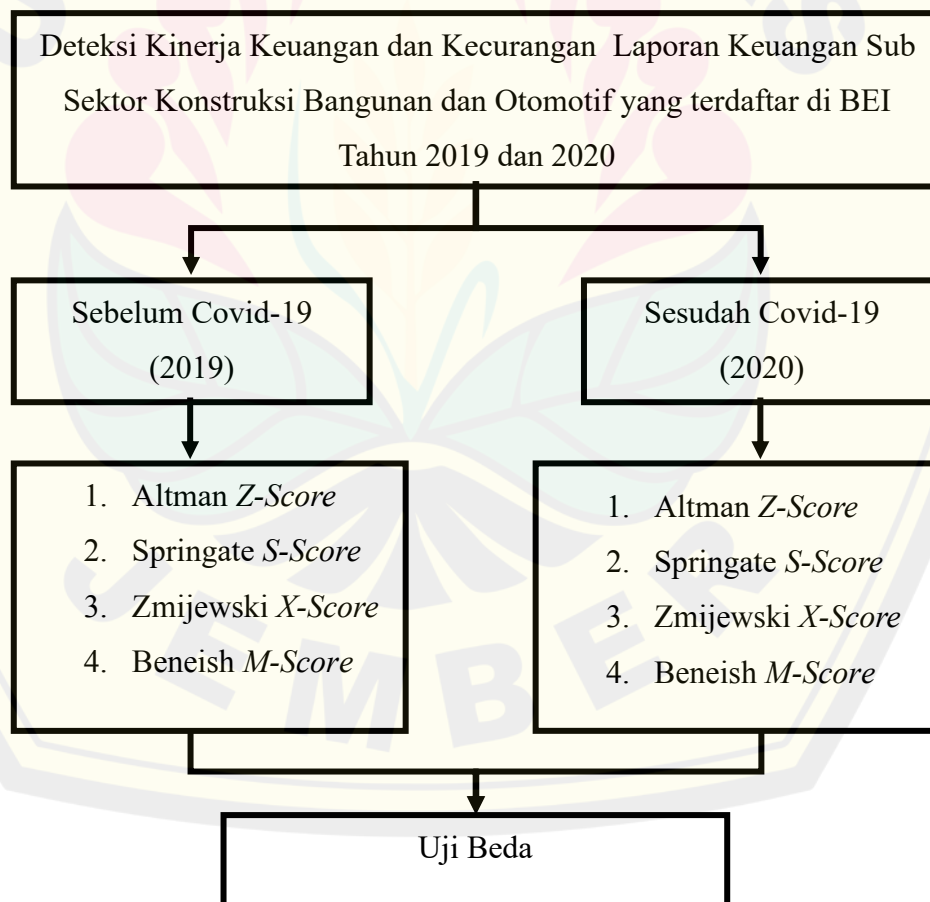 Deteksi Kinerja Keuangan dan Kecurangan Laporan Keuangan Sub
Sektor Konstruksi Bangunan dan Otomotif yang terdaftar di BEI
Tahun 2019 dan 2020
Sebelum Covid-19
(2019)
Sesudah Covid-19
(2020)
1. Altman Z-Score
2. Springate S-Score
3. Zmijewski X-Score
4. Beneish M-Score
1. Altman Z-Score
2. Springate S-Score
3. Zmijewski X-Score
4. Beneish M-Score
JEMBER
Uji Beda